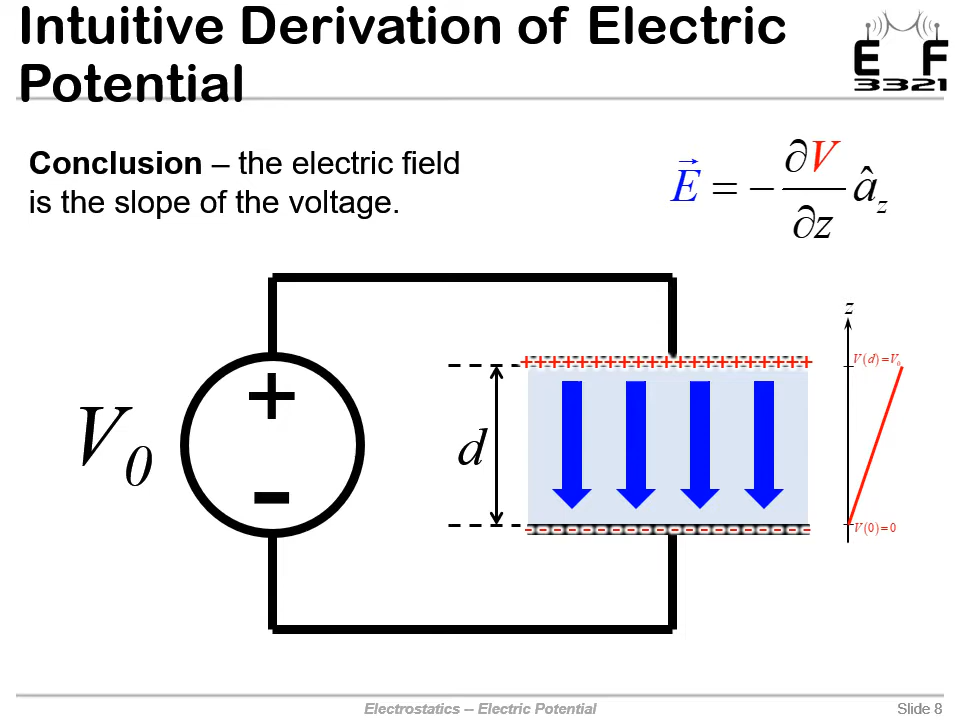 Intuitive Derivation of Electric
Potential
E F
3321
Conclusion – the electric field
is the slope of the voltage.
E⃗ = − ∂V/∂z â_z
z
V(d)=V₀
+
V₀
d
-
V(0)=0
+++++++++++++++++++++
- - - - - - - - - - - - - - - - - - - -
Electrostatics -- Electric Potential
Slide 8